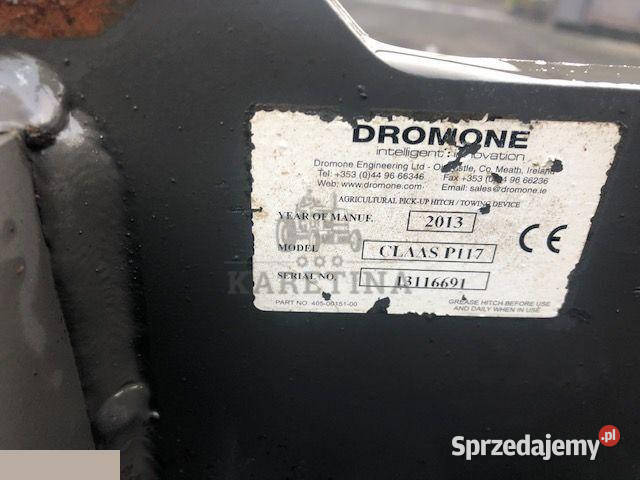 DROMONE
intelligent innovation
Dromone Engineering Ltd - Oldcastle, Co. Meath, Ireland
Tel: +353 (0)44 96 66346 Fax +353 (0)44 96 66236
Web: www.dromone.com Email: sales@dromone.ie
AGRICULTURAL PICK-UP HITCH / TOWING DEVICE
YEAR OF MANUF. 2013
MODEL CLAAS P117
CE
SERIAL NO. 13116691
KARETINA
PART NO. 405-00151-00
GREASE HITCH BEFORE USE
AND DAILY WHEN IN USE
Sprzedajemy.pl